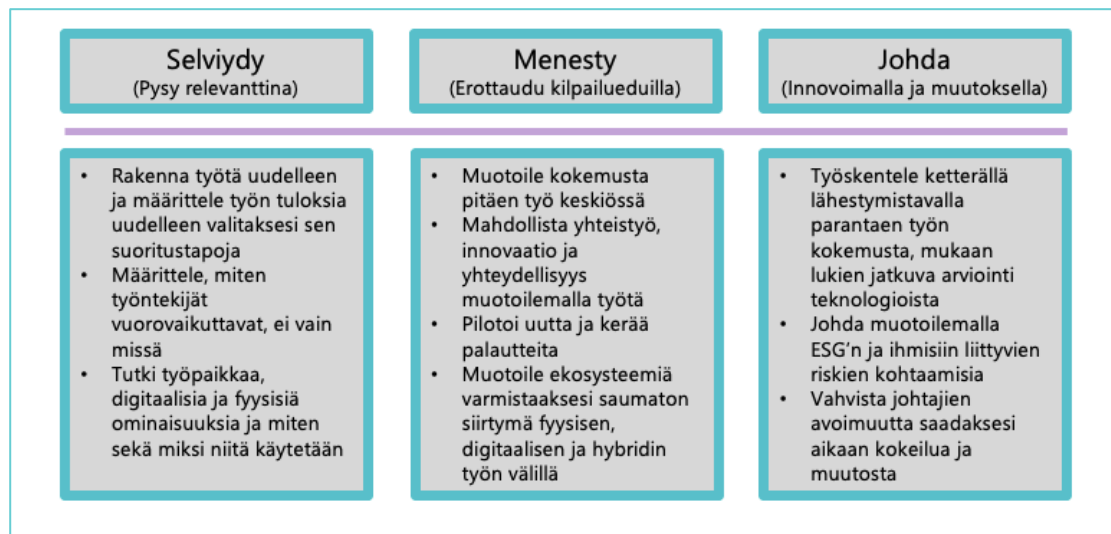 Selviydy
(Pysy relevanttina)
• Rakenna työtä uudelleen
ja määrittele työn tuloksia
uudelleen valitaksesi sen
suoritustapoja
• Määrittele, miten
työntekijät
vuorovaikuttavat, ei vain
missä
• Tutki työpaikkaa,
digitaalisia ja fyysisiä
ominaisuuksia ja miten
sekä miksi niitä käytetään
Menesty
(Erottaudu kilpailueduilla)
• Muotoile kokemusta
pitäen työ keskiössä
• Mahdollista yhteistyö,
innovaatio ja
yhteydellisyys
muotoilemalla työtä
• Pilotoi uutta ja kerää
palautteita
• Muotoile ekosysteemiä
varmistaaksesi saumaton
siirtymä fyysisen,
digitaalisen ja hybridin
työn välillä
Johda
(Innovoimalla ja muutoksella)
• Työskentele ketterällä
lähestymistavalla
parantaen työn
kokemusta, mukaan
lukien jatkuva arviointi
teknologioista
• Johda muotoilemalla
ESG’n ja ihmisiin liittyvien
riskien kohtaamisia
• Vahvista johtajien
avoimuutta saadaksesi
aikaan kokeilua ja
muutosta